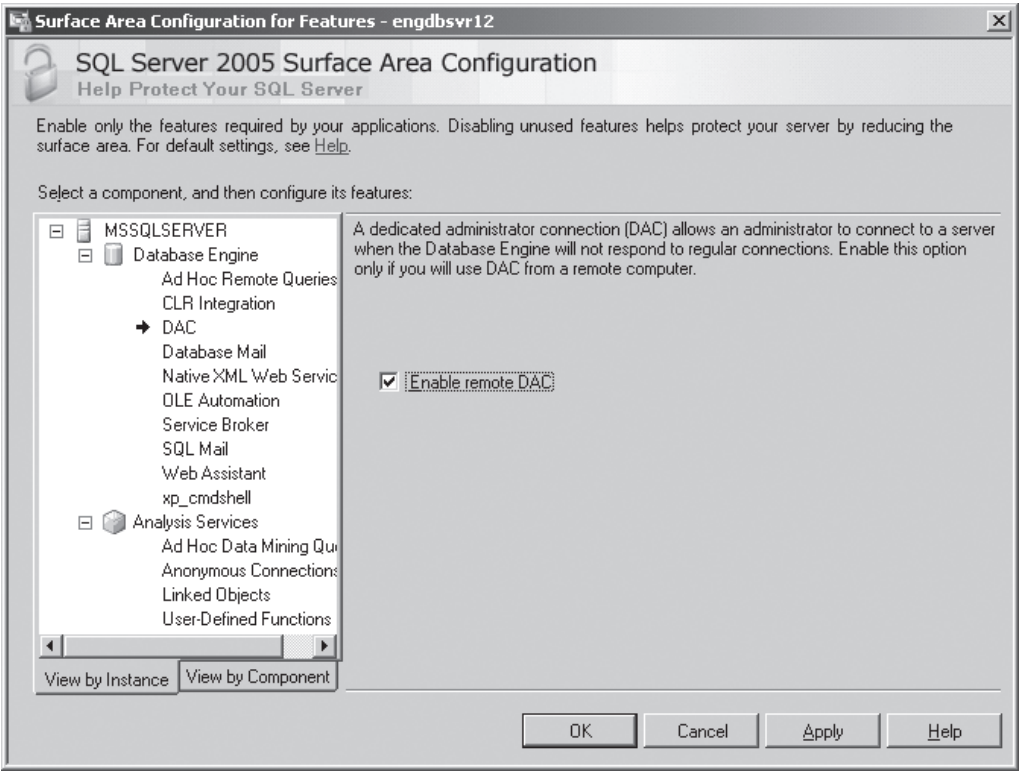 Surface Area Configuration for Features - engdbsvr12
SQL Server 2005 Surface Area Configuration
Help Protect Your SQL Server
Enable only the features required by your applications. Disabling unused features helps protect your server by reducing the
surface area. For default settings, see Help.
Select a component, and then configure its features:
MSSQLSERVER
Database Engine
Ad Hoc Remote Queries
CLR Integration
DAC
Database Mail
Native XML Web Servic
OLE Automation
Service Broker
SQL Mail
Web Assistant
xp_cmdshell
Analysis Services
Ad Hoc Data Mining Qu
Anonymous Connections
Linked Objects
User-Defined Functions
View by Instance
View by Component
A dedicated administrator connection (DAC) allows an administrator to connect to a server
when the Database Engine will not respond to regular connections. Enable this option
only if you will use DAC from a remote computer.
Enable remote DAC
OK
Cancel
Apply
Help